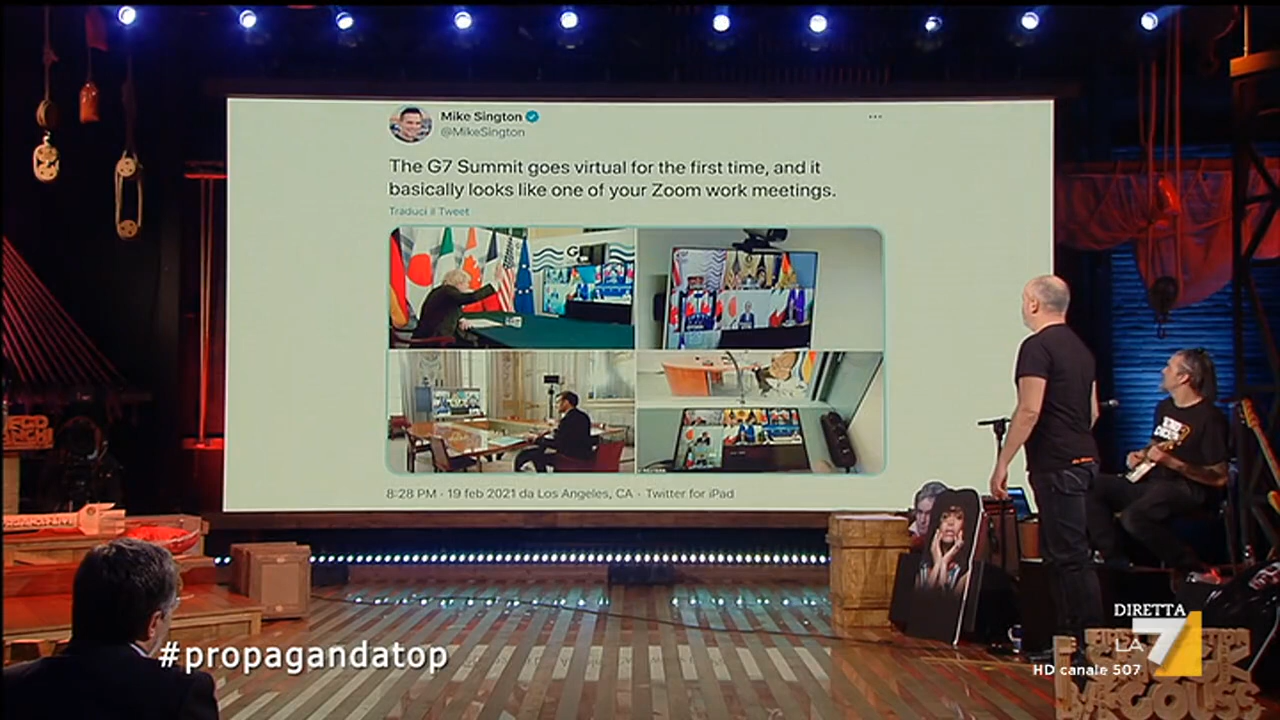 Mike Sington
@MikeSington
The G7 Summit goes virtual for the first time, and it
basically looks like one of your Zoom work meetings.
Traduci il Tweet
8:28 PM · 19 feb 2021 da Los Angeles, CA · Twitter for iPad
#propagandatop
DIRETTA
LA 7
HD canale 507